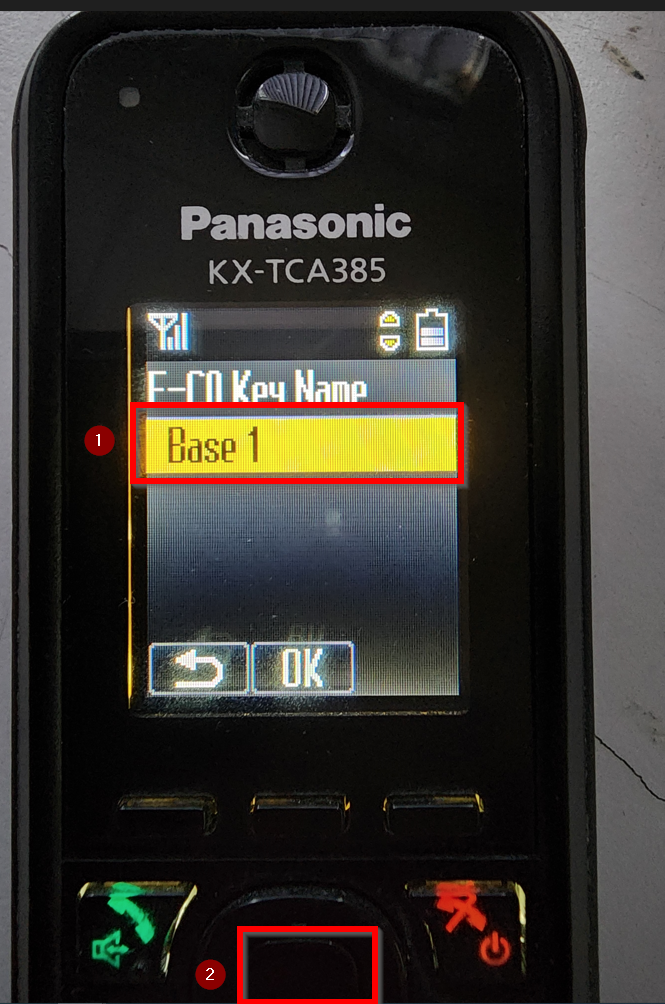 Panasonic
KX-TCA385
F-CO Key Name
1
Base 1
OK
2